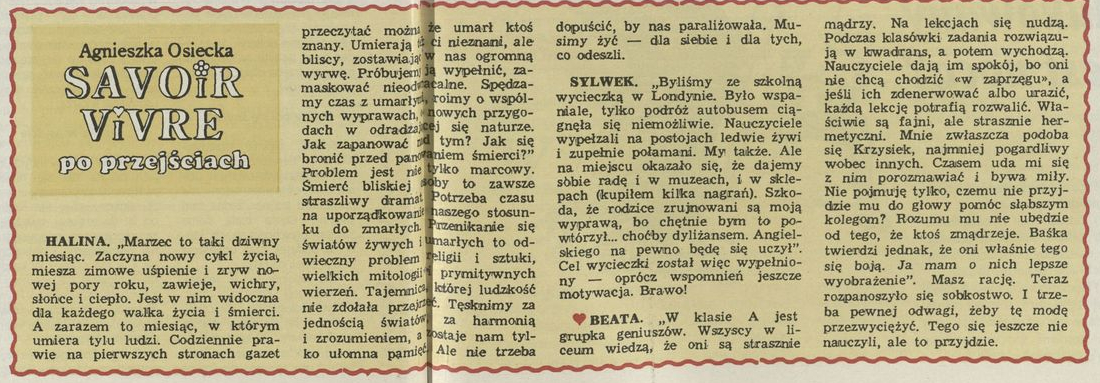 Agnieszka Osiecka
SAVOIR
VIVRE
po przejściach
HALINA. „Marzec to taki dziwny
miesiąc. Zaczyna nowy cykl życia,
miesza zimowe uśpienie i zryw no-
wej pory roku, zawieje, wichry,
słońce i ciepło. Jest w nim widoczna
dla każdego walka życia i śmierci.
A zarazem to miesiąc, w którym
umiera tylu ludzi. Codziennie pra-
wie na pierwszych stronach gazet
przeczytać można że umarł ktoś
znany. Umierają ci nieznani, ale
bliscy, zostawiając w nas ogromną
wyrwę. Próbujemy ją wypełnić, za-
maskować nieodwracalne. Spędza-
my czas z umarłymi, roimy o wspól-
nych wyprawach, nowych przygo-
dach w odradzającej się naturze.
Jak zapanować nad tym? Jak się
bronić przed panowaniem śmierci?”
Problem jest nie tylko marcowy.
Śmierć bliskiej osoby to zawsze
straszliwy dramat. Potrzeba czasu
na uporządkowanie naszego stosun-
ku do zmarłych. Przenikanie się
światów żywych i umarłych to od-
wieczny problem religii i sztuki,
wielkich mitologii i prymitywnych
wierzeń. Tajemnica, której ludzkość
nie zdołała przejrzeć. Tęsknimy za
jednością światów, za harmonią
i zrozumieniem, a zostaje nam tyl-
ko ułomna pamięć. Ale nie trzeba
dopuścić, by nas paraliżowała. Mu-
simy żyć — dla siebie i dla tych,
co odeszli.
SYLWEK. „Byliśmy ze szkolną
wycieczką w Londynie. Było wspa-
niale, tylko podróż autobusem cią-
gnęła się niemożliwie. Nauczyciele
wypełzali na postojach ledwie żywi
i zupełnie połamani. My także. Ale
na miejscu okazało się, że dajemy
sobie radę i w muzeach, i w skle-
pach (kupiłem kilka nagrań). Szko-
da, że rodzice zrujnowani są moją
wyprawą, bo chętnie bym to po-
wtórzył... choćby dyliżansem. Angiel-
skiego na pewno będę się uczył”.
Cel wycieczki został więc wypełnio-
ny — oprócz wspomnień jeszcze
motywacja. Brawo!
♥ BEATA. „W klasie A jest
grupka geniuszów. Wszyscy w li-
ceum wiedzą, że oni są strasznie
mądrzy. Na lekcjach się nudzą.
Podczas klasówki zadania rozwiązu-
ją w kwadrans, a potem wychodzą.
Nauczyciele dają im spokój, bo oni
nie chcą chodzić «w zaprzęgu», a
jeśli ich zdenerwować albo urazić,
każdą lekcję potrafią rozwalić. Wła-
ściwie są fajni, ale strasznie her-
metyczni. Mnie zwłaszcza podoba
się Krzysiek, najmniej pogardliwy
wobec innych. Czasem uda mi się
z nim porozmawiać i bywa miły.
Nie pojmuję tylko, czemu nie przyj-
dzie mu do głowy pomóc słabszym
kolegom? Rozumu mu nie ubędzie
od tego, że ktoś zmądrzeje. Baśka
twierdzi jednak, że oni właśnie tego
się boją. Ja mam o nich lepsze
wyobrażenie”. Masz rację. Teraz
rozpanoszyło się sobkostwo. I trze-
ba pewnej odwagi, żeby tę modę
przezwyciężyć. Tego się jeszcze nie
nauczyli, ale to przyjdzie.